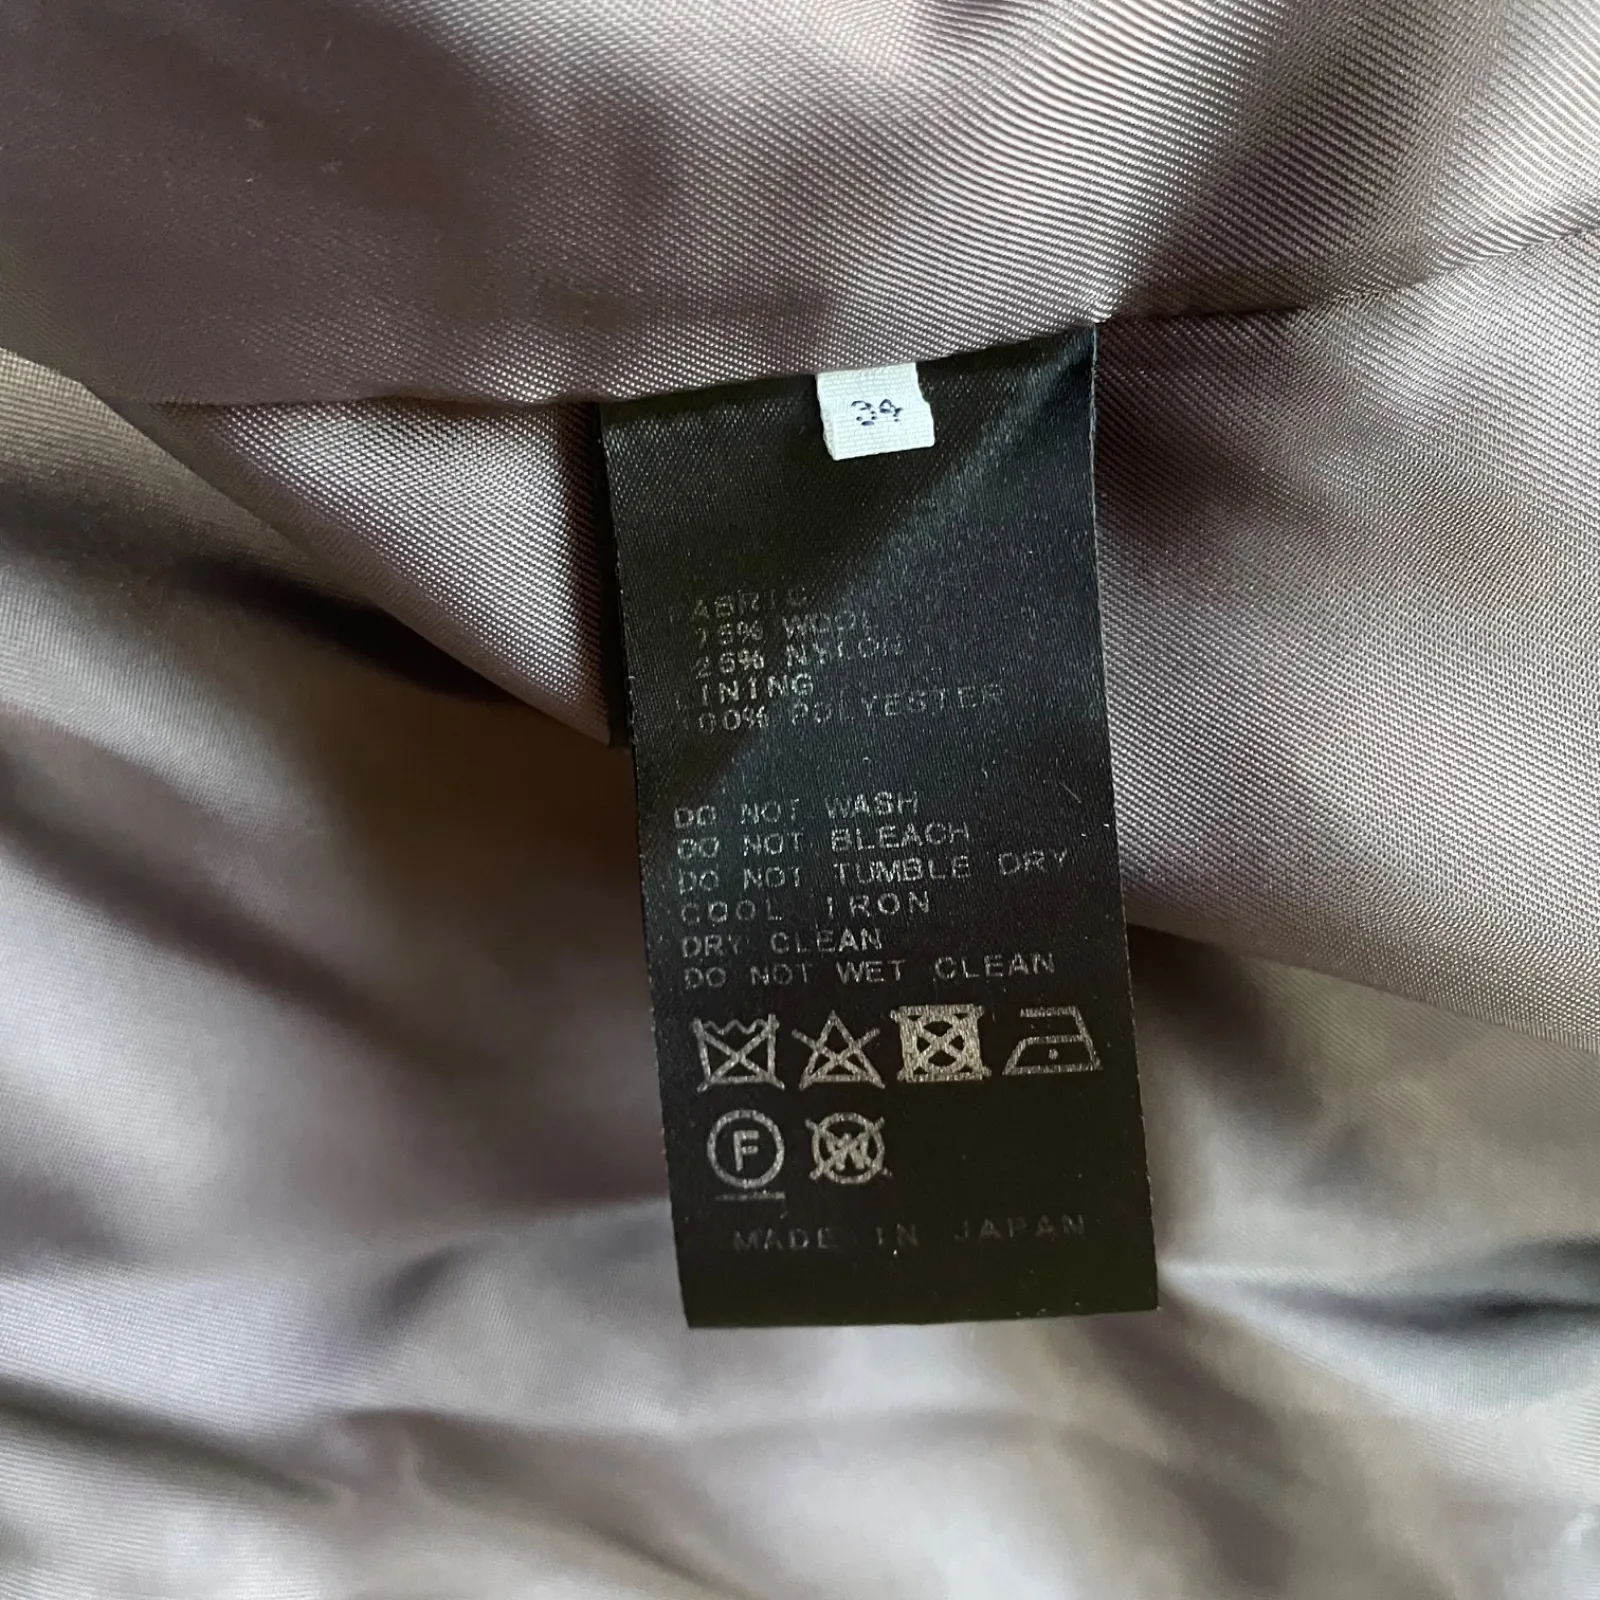 34
FABRIC
75% WOOL
25% NYLON
LINING
100% POLYESTER
DO NOT WASH
DO NOT BLEACH
DO NOT TUMBLE DRY
COOL IRON
DRY CLEAN
DO NOT WET CLEAN
F W
MADE IN JAPAN